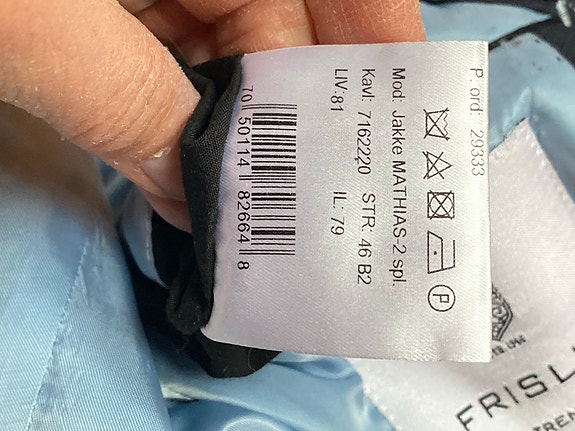 P. ord: 29333
P
Mod: Jakke MATHIAS-2 spl.
Kavl: 7162220 STR: 46 B2
LIV: 81 IL: 79
70 50114 82664 8
FRISL